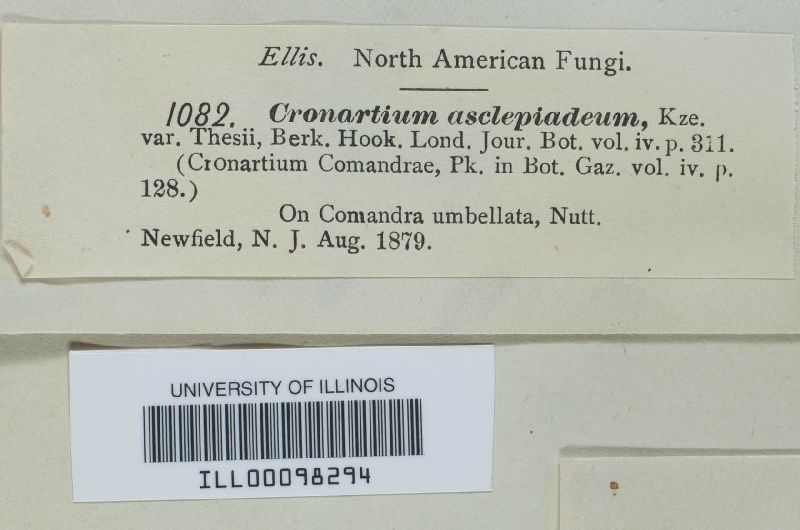 Ellis. North American Fungi.
1082. Cronartium asclepiadeum, Kze.
var. Thesii, Berk. Hook. Lond. Jour. Bot. vol. iv. p. 311.
(Cronartium Comandrae, Pk. in Bot. Gaz. vol. iv. p.
128.)
On Comandra umbellata, Nutt.
Newfield, N. J. Aug. 1879.
UNIVERSITY OF ILLINOIS
ILL00098294